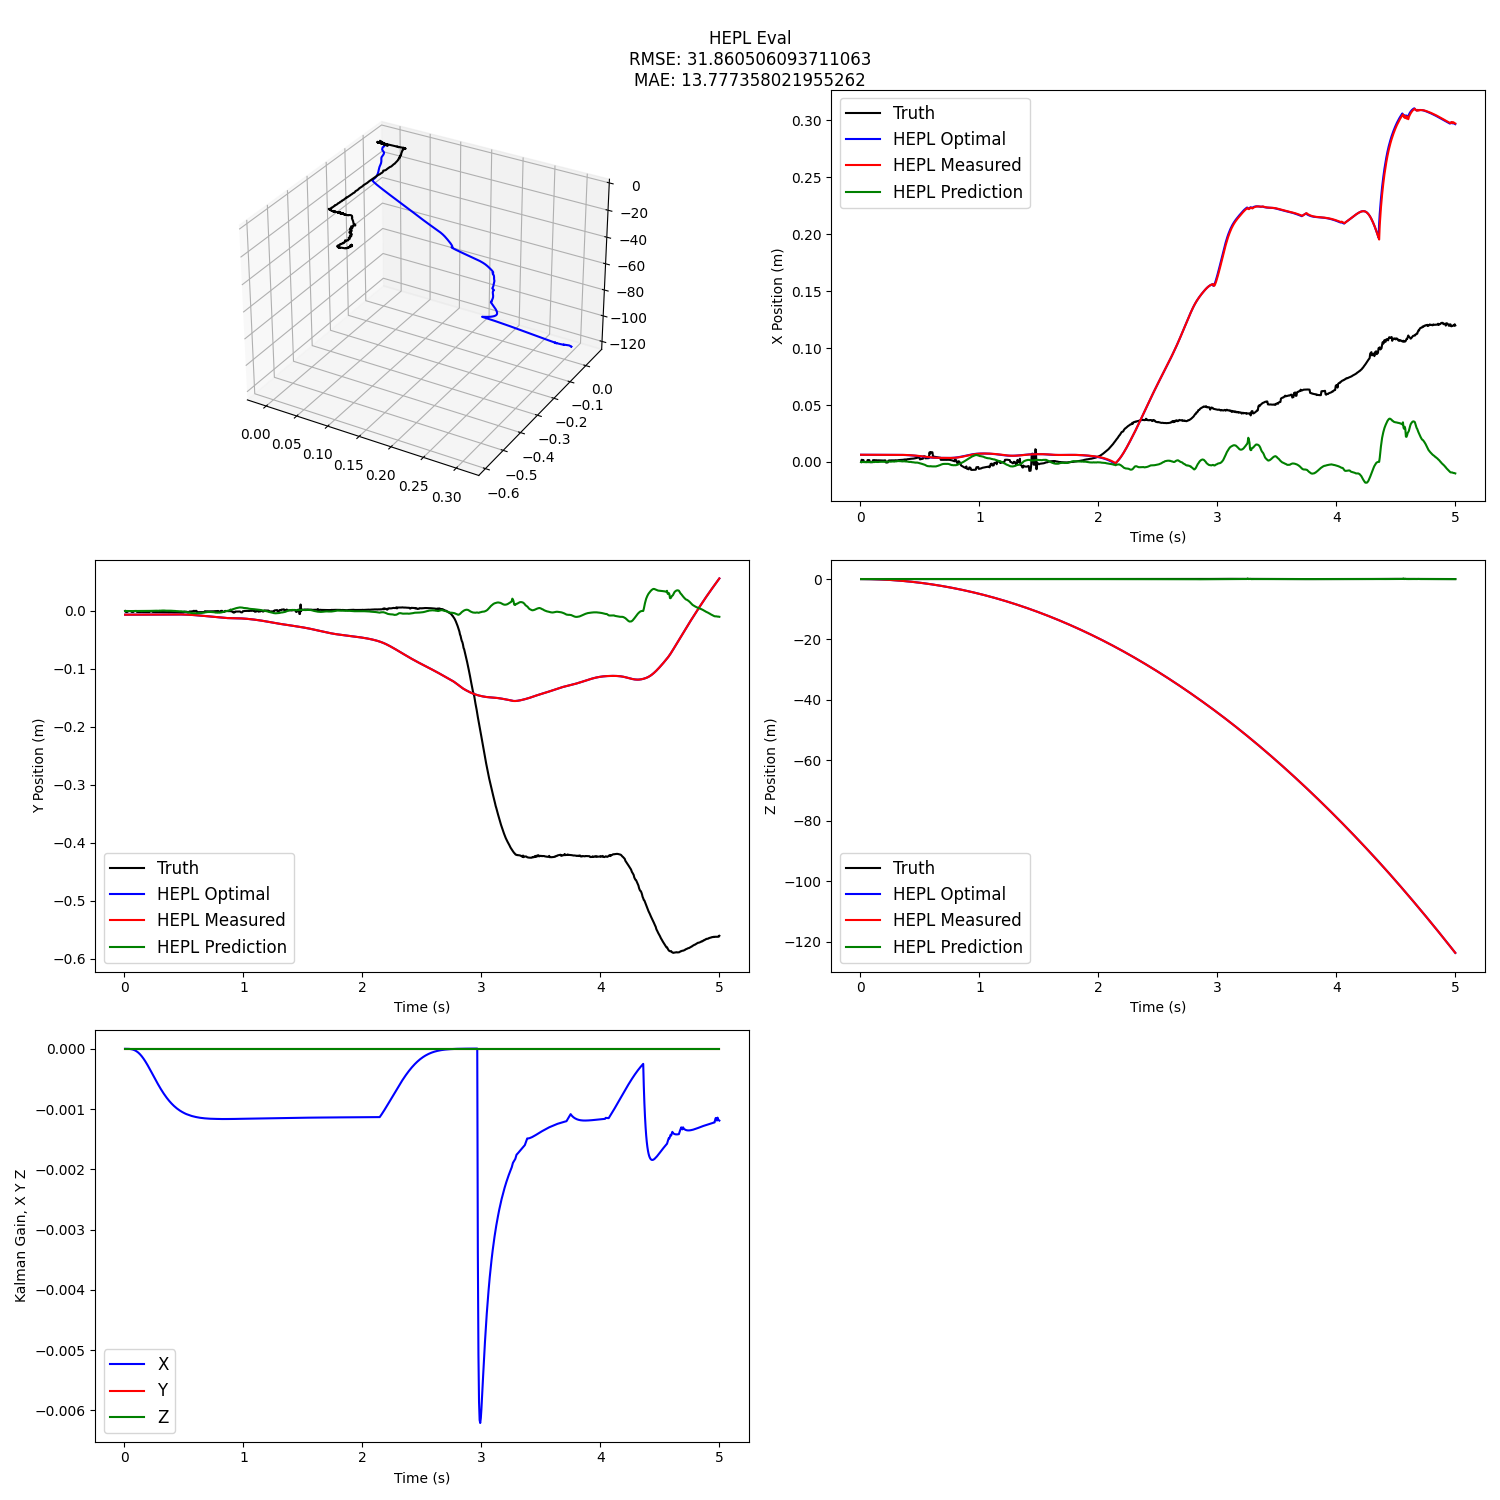 HEPL Eval
RMSE: 31.860506093711063
MAE: 13.777358021955262
0
−20
−40
−60
−80
−100
−120
0.0
−0.1
−0.2
−0.3
−0.4
−0.5
−0.6
0.00
0.05
0.10
0.15
0.20
0.25
0.30
Truth
HEPL Optimal
HEPL Measured
HEPL Prediction
X Position (m)
0.30
0.25
0.20
0.15
0.10
0.05
0.00
0 1 2 3 4 5
Time (s)
Y Position (m)
0.0
−0.1
−0.2
−0.3
−0.4
−0.5
−0.6
Truth
HEPL Optimal
HEPL Measured
HEPL Prediction
0 1 2 3 4 5
Time (s)
Z Position (m)
0
−20
−40
−60
−80
−100
−120
Truth
HEPL Optimal
HEPL Measured
HEPL Prediction
0 1 2 3 4 5
Time (s)
Kalman Gain, X Y Z
0.000
−0.001
−0.002
−0.003
−0.004
−0.005
−0.006
X
Y
Z
0 1 2 3 4 5
Time (s)